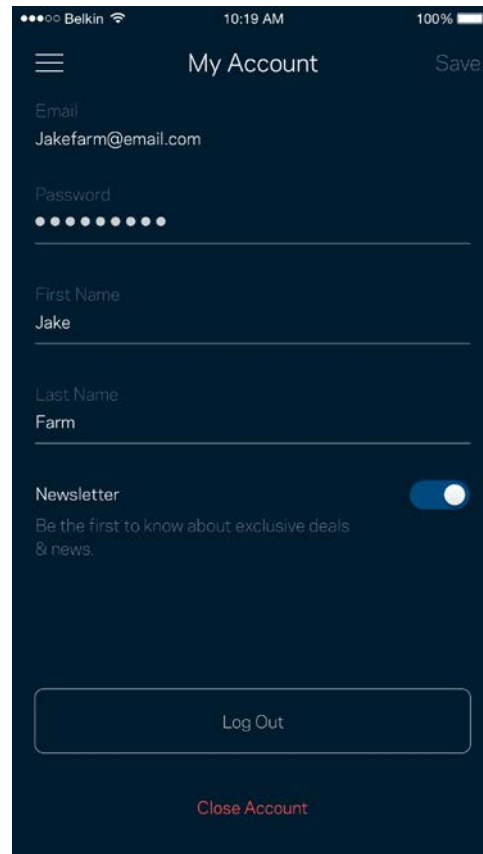 Belkin 10:19 AM 100%
My Account Save
Email
Jakefarm@email.com
Password
●●●●●●●●●
First Name
Jake
Last Name
Farm
Newsletter
Be the first to know about exclusive deals
& news.
Log Out
Close Account